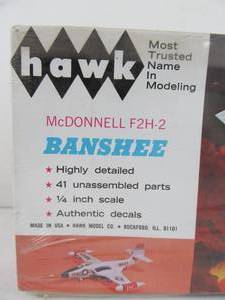 hawk
Most
Trusted
Name
In
Modeling
McDONNELL F2H-2
BANSHEE
★ Highly detailed
★ 41 unassembled parts
★ ¼ inch scale
★ Authentic decals
MADE IN USA • HAWK MODEL CO. • ROCKFORD, ILL. 61101